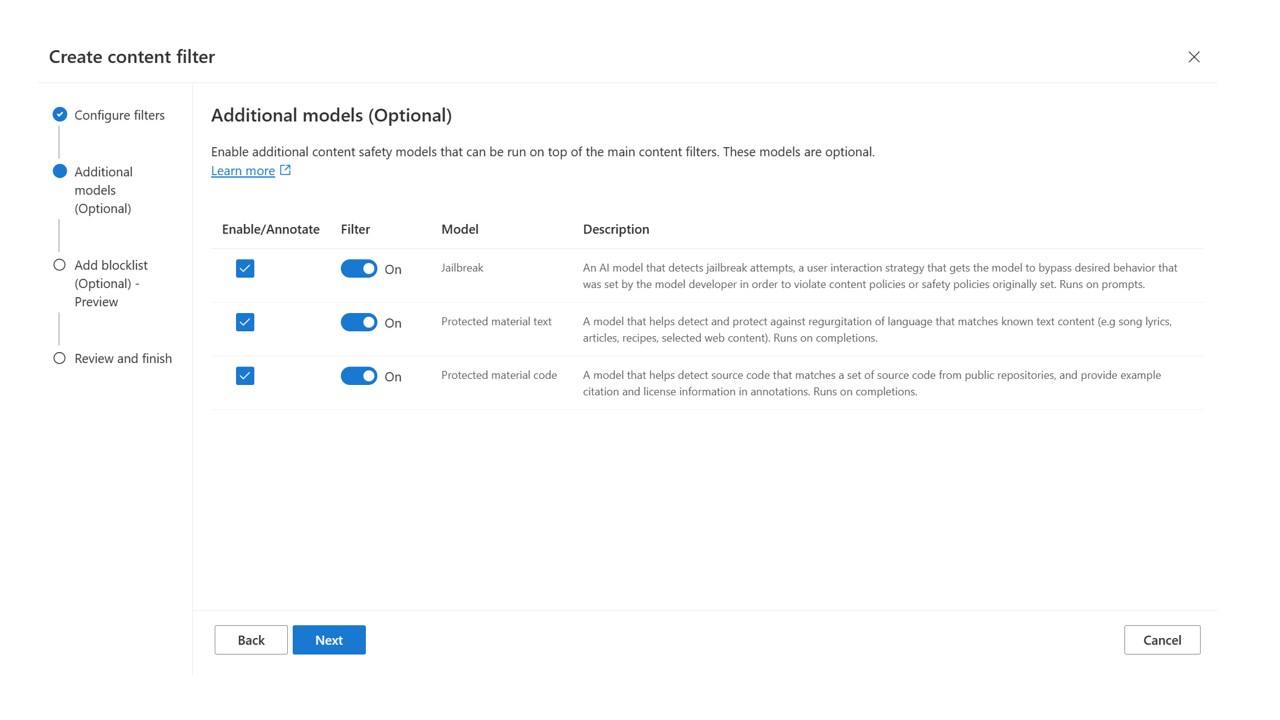 Create content filter
Configure filters
Additional
models
(Optional)
Add blocklist
(Optional) -
Preview
Review and finish
Additional models (Optional)
Enable additional content safety models that can be run on top of the main content filters. These models are optional.
Learn more
Enable/Annotate Filter Model Description
On Jailbreak An AI model that detects jailbreak attempts, a user interaction strategy that gets the model to bypass desired behavior that
was set by the model developer in order to violate content policies or safety policies originally set. Runs on prompts.
On Protected material text A model that helps detect and protect against regurgitation of language that matches known text content (e.g song lyrics,
articles, recipes, selected web content). Runs on completions.
On Protected material code A model that helps detect source code that matches a set of source code from public repositories, and provide example
citation and license information in annotations. Runs on completions.
Back Next Cancel